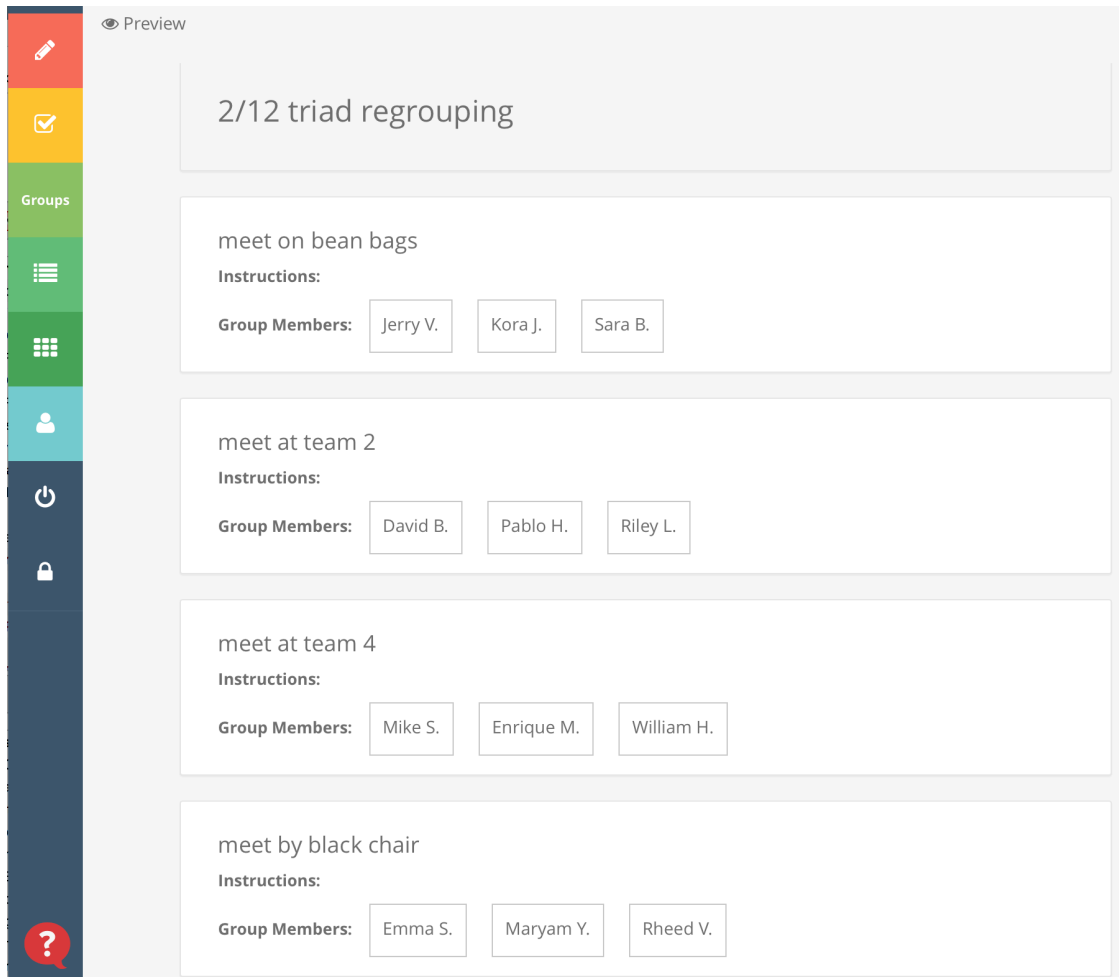 Preview
2/12 triad regrouping
Groups
meet on bean bags
Instructions:
Group Members: Jerry V. Kora J. Sara B.
meet at team 2
Instructions:
Group Members: David B. Pablo H. Riley L.
meet at team 4
Instructions:
Group Members: Mike S. Enrique M. William H.
meet by black chair
Instructions:
Group Members: Emma S. Maryam Y. Rheed V.
?